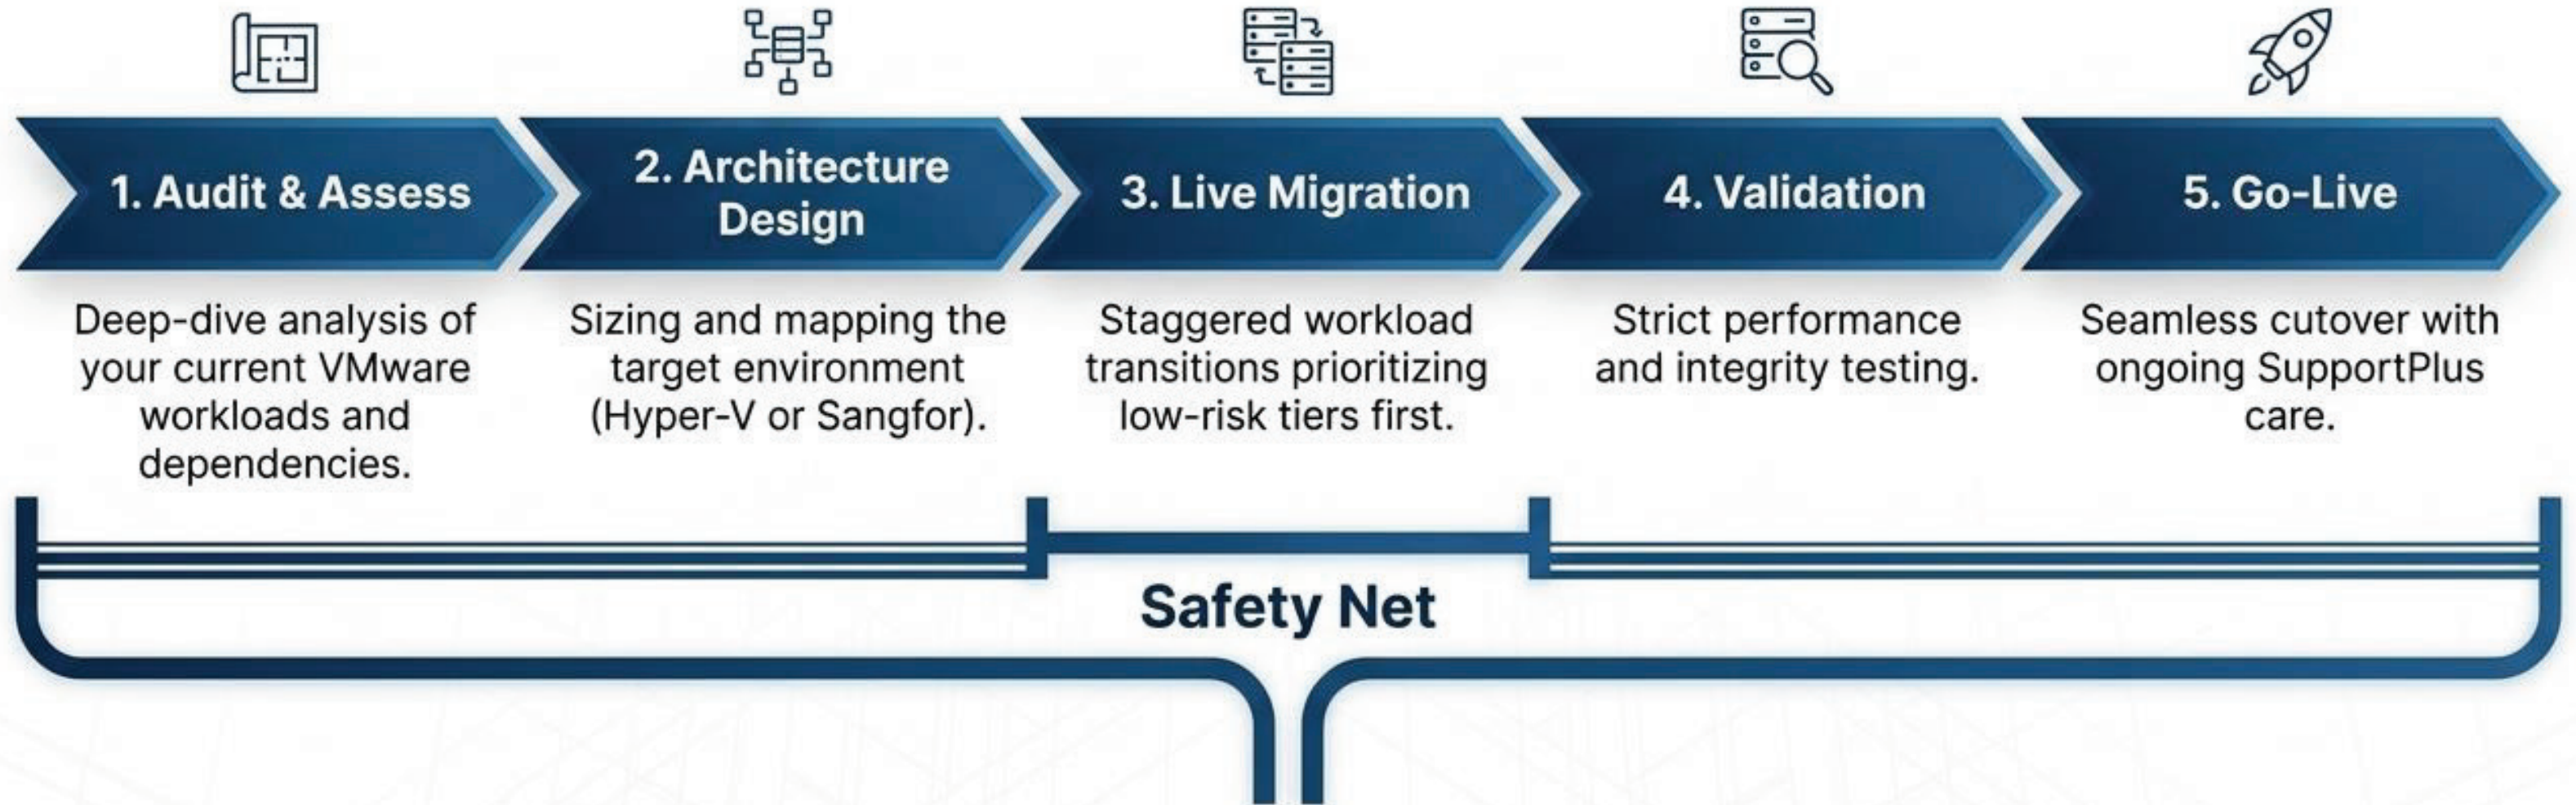 1. Audit & Assess
Deep-dive analysis of
your current VMware
workloads and
dependencies.
2. Architecture
Design
Sizing and mapping the
target environment
(Hyper-V or Sangfor).
3. Live Migration
Staggered workload
transitions prioritizing
low-risk tiers first.
4. Validation
Strict performance
and integrity testing.
5. Go-Live
Seamless cutover with
ongoing SupportPlus
care.
Safety Net